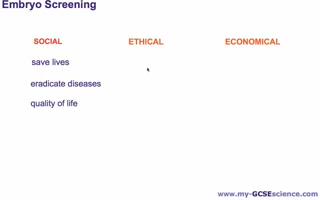 Embryo Screening
SOCIAL ETHICAL ECONOMICAL
save lives
eradicate diseases
quality of life
www.my-GCSEscience.com